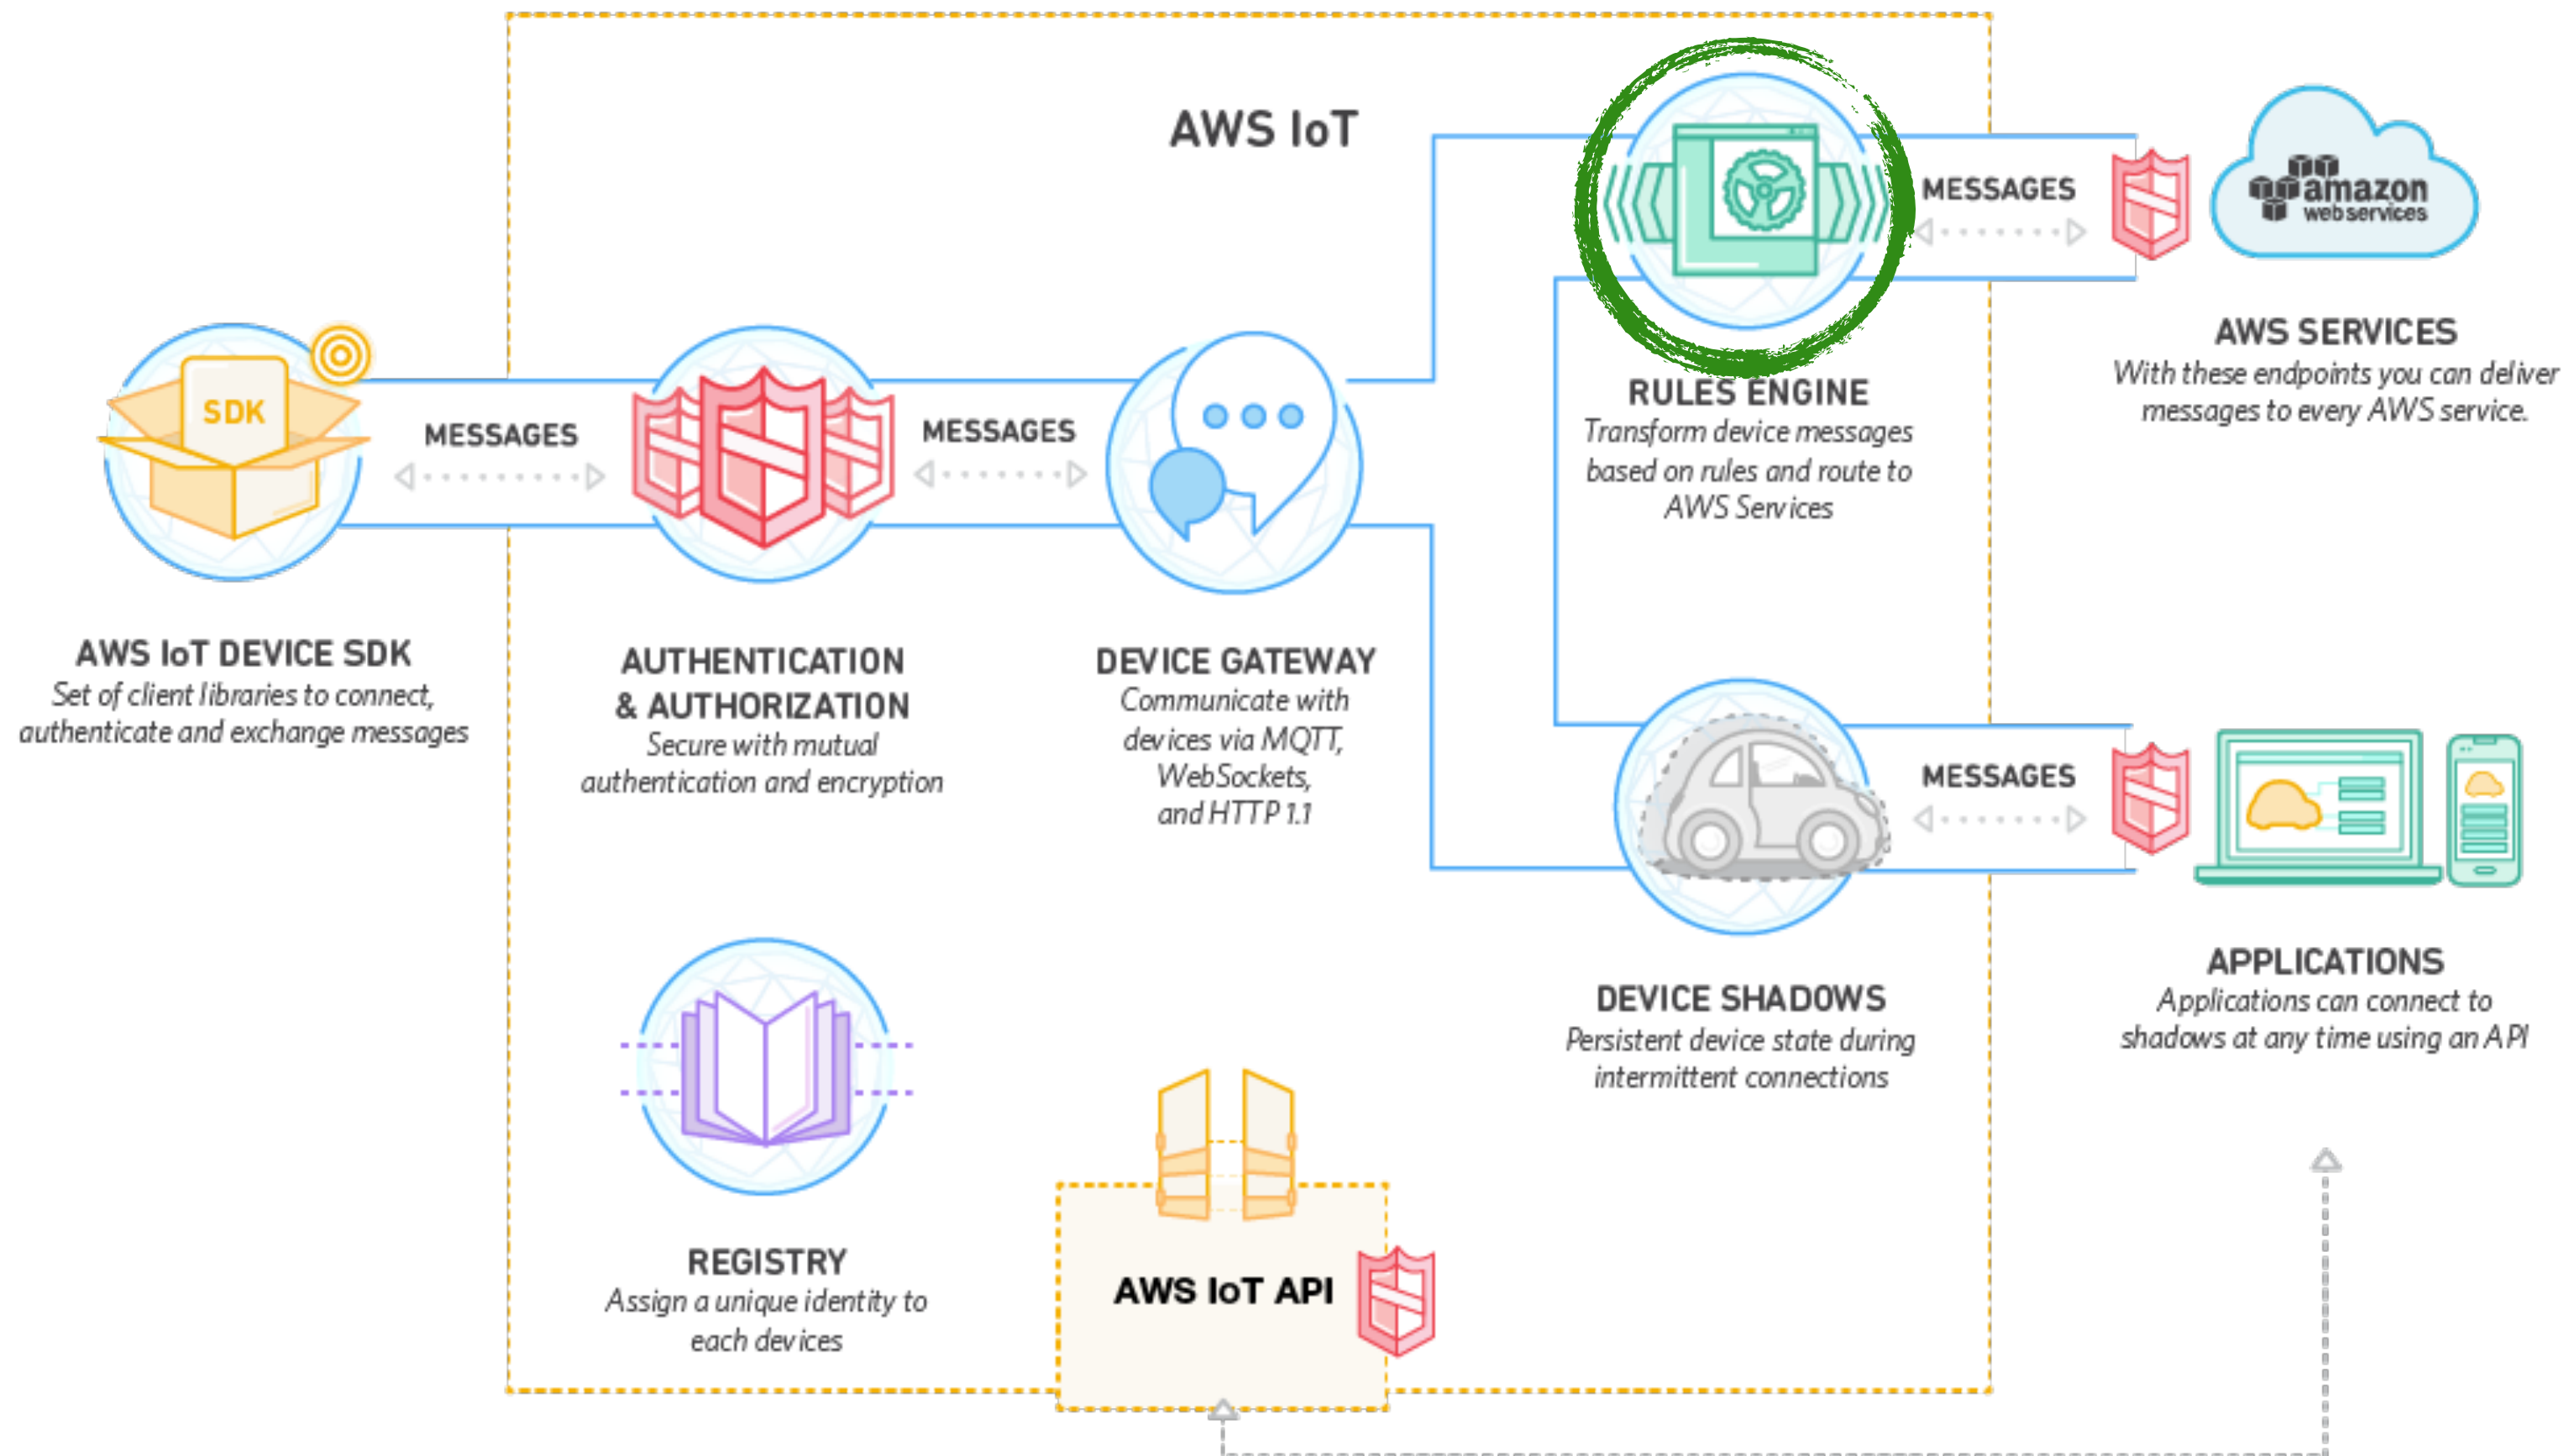 AWS IoT
MESSAGES
amazon
web services
AWS SERVICES
With these endpoints you can deliver
messages to every AWS service.
RULES ENGINE
Transform device messages
based on rules and route to
AWS Services
SDK
MESSAGES
MESSAGES
AWS IoT DEVICE SDK
Set of client libraries to connect,
authenticate and exchange messages
AUTHENTICATION
& AUTHORIZATION
Secure with mutual
authentication and encryption
DEVICE GATEWAY
Communicate with
devices via MQTT,
WebSockets,
and HTTP 1.1
MESSAGES
DEVICE SHADOWS
Persistent device state during
intermittent connections
APPLICATIONS
Applications can connect to
shadows at any time using an API
REGISTRY
Assign a unique identity to
each devices
AWS IoT API